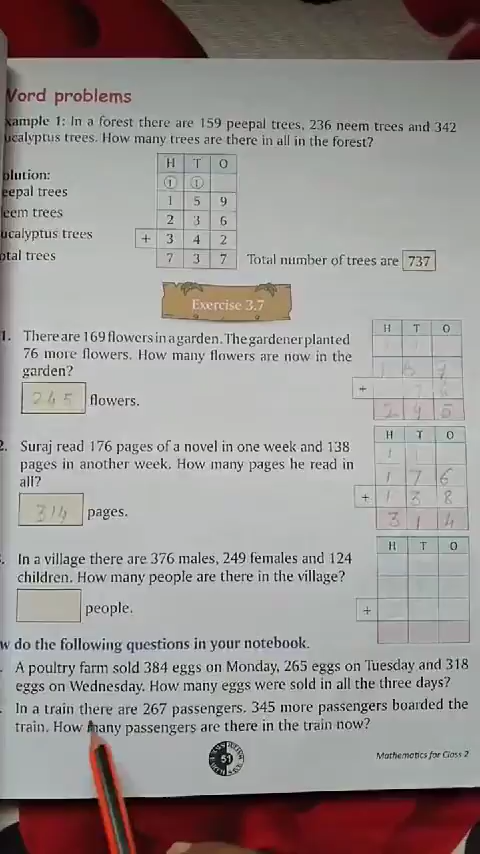 Word problems
xample 1: In a forest there are 159 peepal trees, 236 neem trees and 342
ucalyptus trees. How many trees are there in all in the forest?
H T O
olution:
1 1
eepal trees
1 5 9
eem trees
2 3 6
ucalyptus trees
+ 3 4 2
otal trees
7 3 7
Total number of trees are 737
Exercise 3.7
1. There are 169 flowers in a garden. The gardener planted
76 more flowers. How many flowers are now in the
garden?
245 flowers.
H T O
+
2 4 5
2. Suraj read 176 pages of a novel in one week and 138
pages in another week. How many pages he read in
all?
314 pages.
H T O
1 1
1 7 6
+ 1 3 8
3 1 4
. In a village there are 376 males, 249 females and 124
children. How many people are there in the village?
people.
H T O
+
w do the following questions in your notebook.
. A poultry farm sold 384 eggs on Monday, 265 eggs on Tuesday and 318
eggs on Wednesday. How many eggs were sold in all the three days?
. In a train there are 267 passengers. 345 more passengers boarded the
train. How many passengers are there in the train now?
51
Mathematics for Class 2